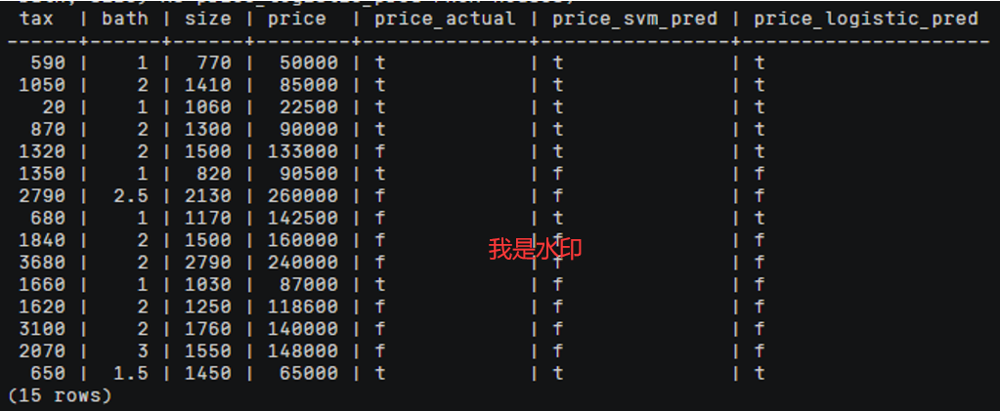 tax | bath | size | price | price_actual | price_svm_pred | price_logistic_pred
------+------+------+--------+--------------+----------------+---------------------
590 | 1 | 770 | 50000 | t | t | t
1050 | 2 | 1410 | 85000 | t | t | t
20 | 1 | 1060 | 22500 | t | t | t
870 | 2 | 1300 | 90000 | t | t | t
1320 | 2 | 1500 | 133000 | f | t | t
1350 | 1 | 820 | 90500 | t | f | f
2790 | 2.5 | 2130 | 260000 | f | f | f
680 | 1 | 1170 | 142500 | f | t | t
1840 | 2 | 1500 | 160000 | f | f | f
我是水印
3680 | 2 | 2790 | 240000 | f | f | f
1660 | 1 | 1030 | 87000 | t | f | f
1620 | 2 | 1250 | 118600 | f | f | f
3100 | 2 | 1760 | 140000 | f | f | f
2070 | 3 | 1550 | 148000 | f | f | f
650 | 1.5 | 1450 | 65000 | t | t | t
(15 rows)